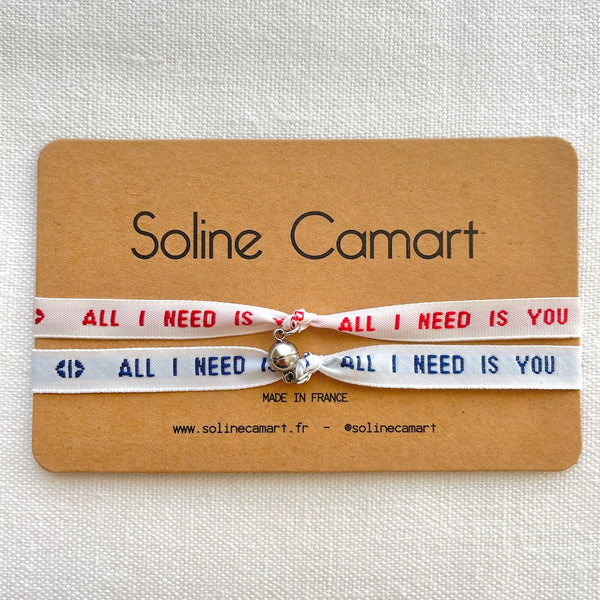 Soline Camart
ALL I NEED IS ALL I NEED IS YOU
ALL I NEED ALL I NEED IS YOU
MADE IN FRANCE
www.solinecamart.fr - @solinecamart